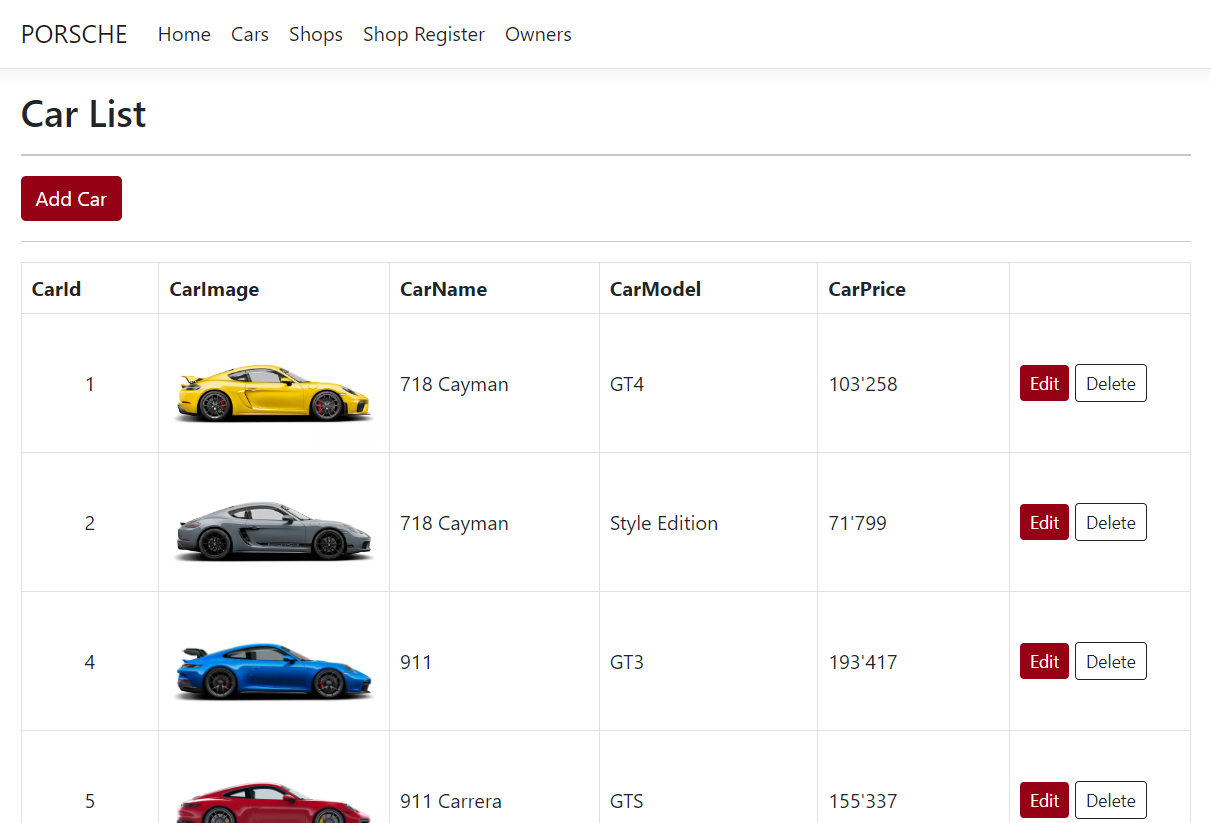 PORSCHE Home Cars Shops Shop Register Owners
Car List
Add Car
CarId CarImage CarName CarModel CarPrice
1 718 Cayman GT4 103'258 Edit Delete
2 718 Cayman Style Edition 71'799 Edit Delete
4 911 GT3 193'417 Edit Delete
5 911 Carrera GTS 155'337 Edit Delete